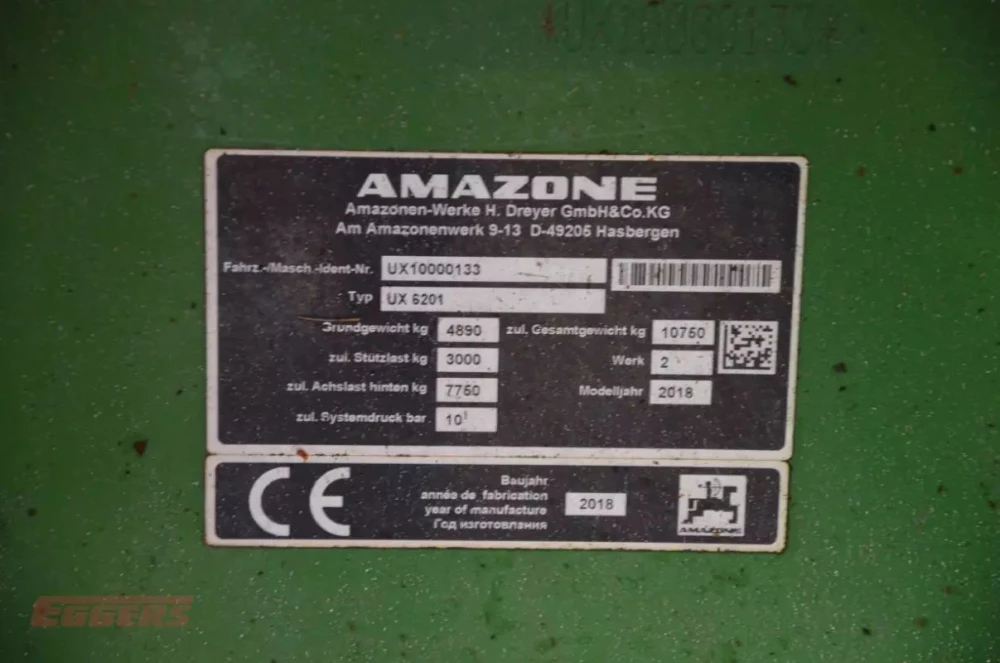 UX10000133
AMAZONE
Amazonen-Werke H. Dreyer GmbH&Co.KG
Am Amazonenwerk 9-13 D-49205 Hasbergen
Fahrz.-/Masch.-Ident-Nr. UX10000133
Typ UX 6201
Grundgewicht kg 4890 zul. Gesamtgewicht kg 10750
zul. Stützlast kg 3000 Werk 2
zul. Achslast hinten kg 7750 Modelljahr 2018
zul. Systemdruck bar 10
CE
Baujahr
année de fabrication
year of manufacture 2018
Год изготовления
AMAZONE
EGGERS